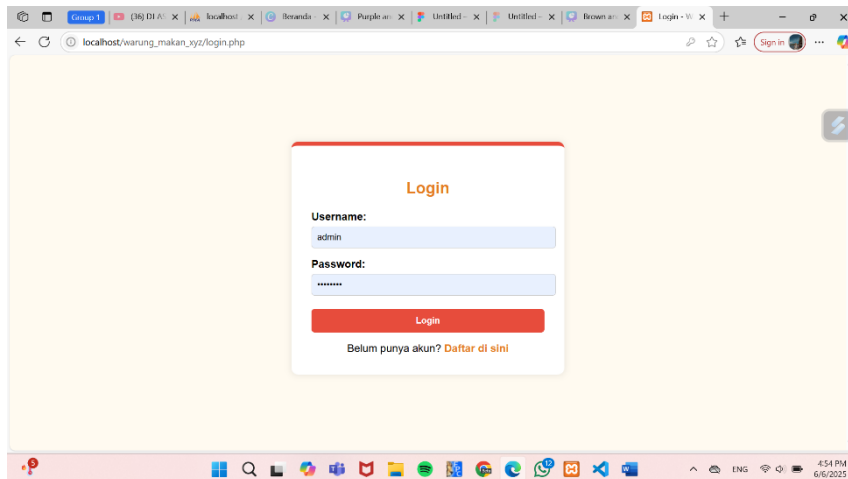 Group 1 (36) DI A localhost Beranda - Purple an Untitled - Untitled - Brown an Login - W
localhost/warung_makan_xyz/login.php Sign in
Login
Username:
admin
Password:
••••••••
Login
Belum punya akun? Daftar di sini
5 ENG 4:54 PM
6/6/2025